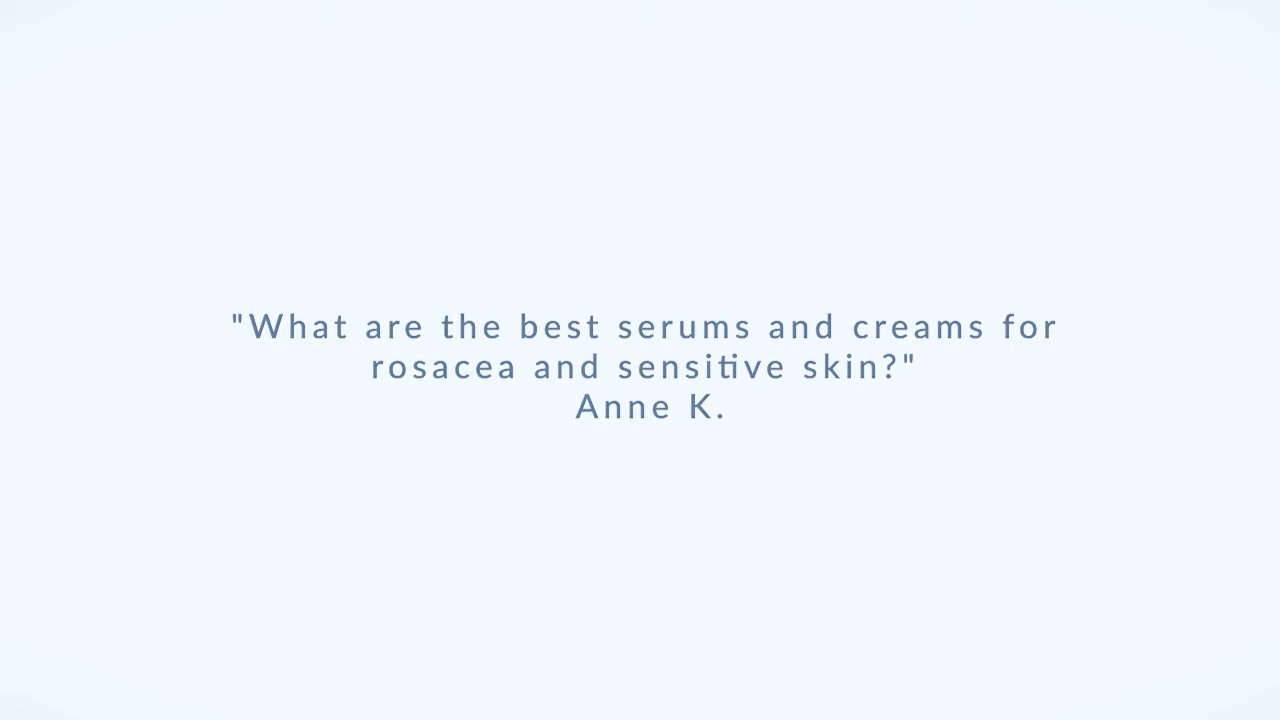 "What are the best serums and creams for
rosacea and sensitive skin?"
Anne K.